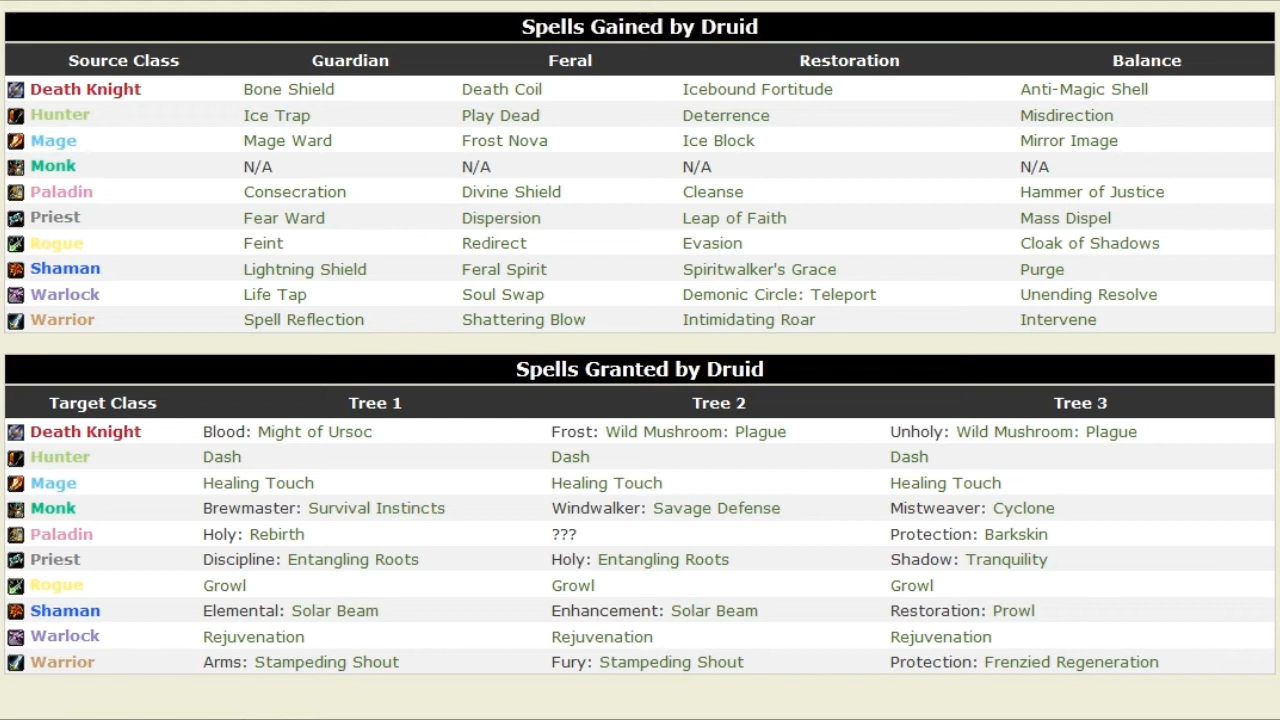 Spells Gained by Druid
Source Class Guardian Feral Restoration Balance
Death Knight Bone Shield Death Coil Icebound Fortitude Anti-Magic Shell
Hunter Ice Trap Play Dead Deterrence Misdirection
Mage Mage Ward Frost Nova Ice Block Mirror Image
Monk N/A N/A N/A N/A
Paladin Consecration Divine Shield Cleanse Hammer of Justice
Priest Fear Ward Dispersion Leap of Faith Mass Dispel
Rogue Feint Redirect Evasion Cloak of Shadows
Shaman Lightning Shield Feral Spirit Spiritwalker's Grace Purge
Warlock Life Tap Soul Swap Demonic Circle: Teleport Unending Resolve
Warrior Spell Reflection Shattering Blow Intimidating Roar Intervene
Spells Granted by Druid
Target Class Tree 1 Tree 2 Tree 3
Death Knight Blood: Might of Ursoc Frost: Wild Mushroom: Plague Unholy: Wild Mushroom: Plague
Hunter Dash Dash Dash
Mage Healing Touch Healing Touch Healing Touch
Monk Brewmaster: Survival Instincts Windwalker: Savage Defense Mistweaver: Cyclone
Paladin Holy: Rebirth ??? Protection: Barkskin
Priest Discipline: Entangling Roots Holy: Entangling Roots Shadow: Tranquility
Rogue Growl Growl Growl
Shaman Elemental: Solar Beam Enhancement: Solar Beam Restoration: Prowl
Warlock Rejuvenation Rejuvenation Rejuvenation
Warrior Arms: Stampeding Shout Fury: Stampeding Shout Protection: Frenzied Regeneration